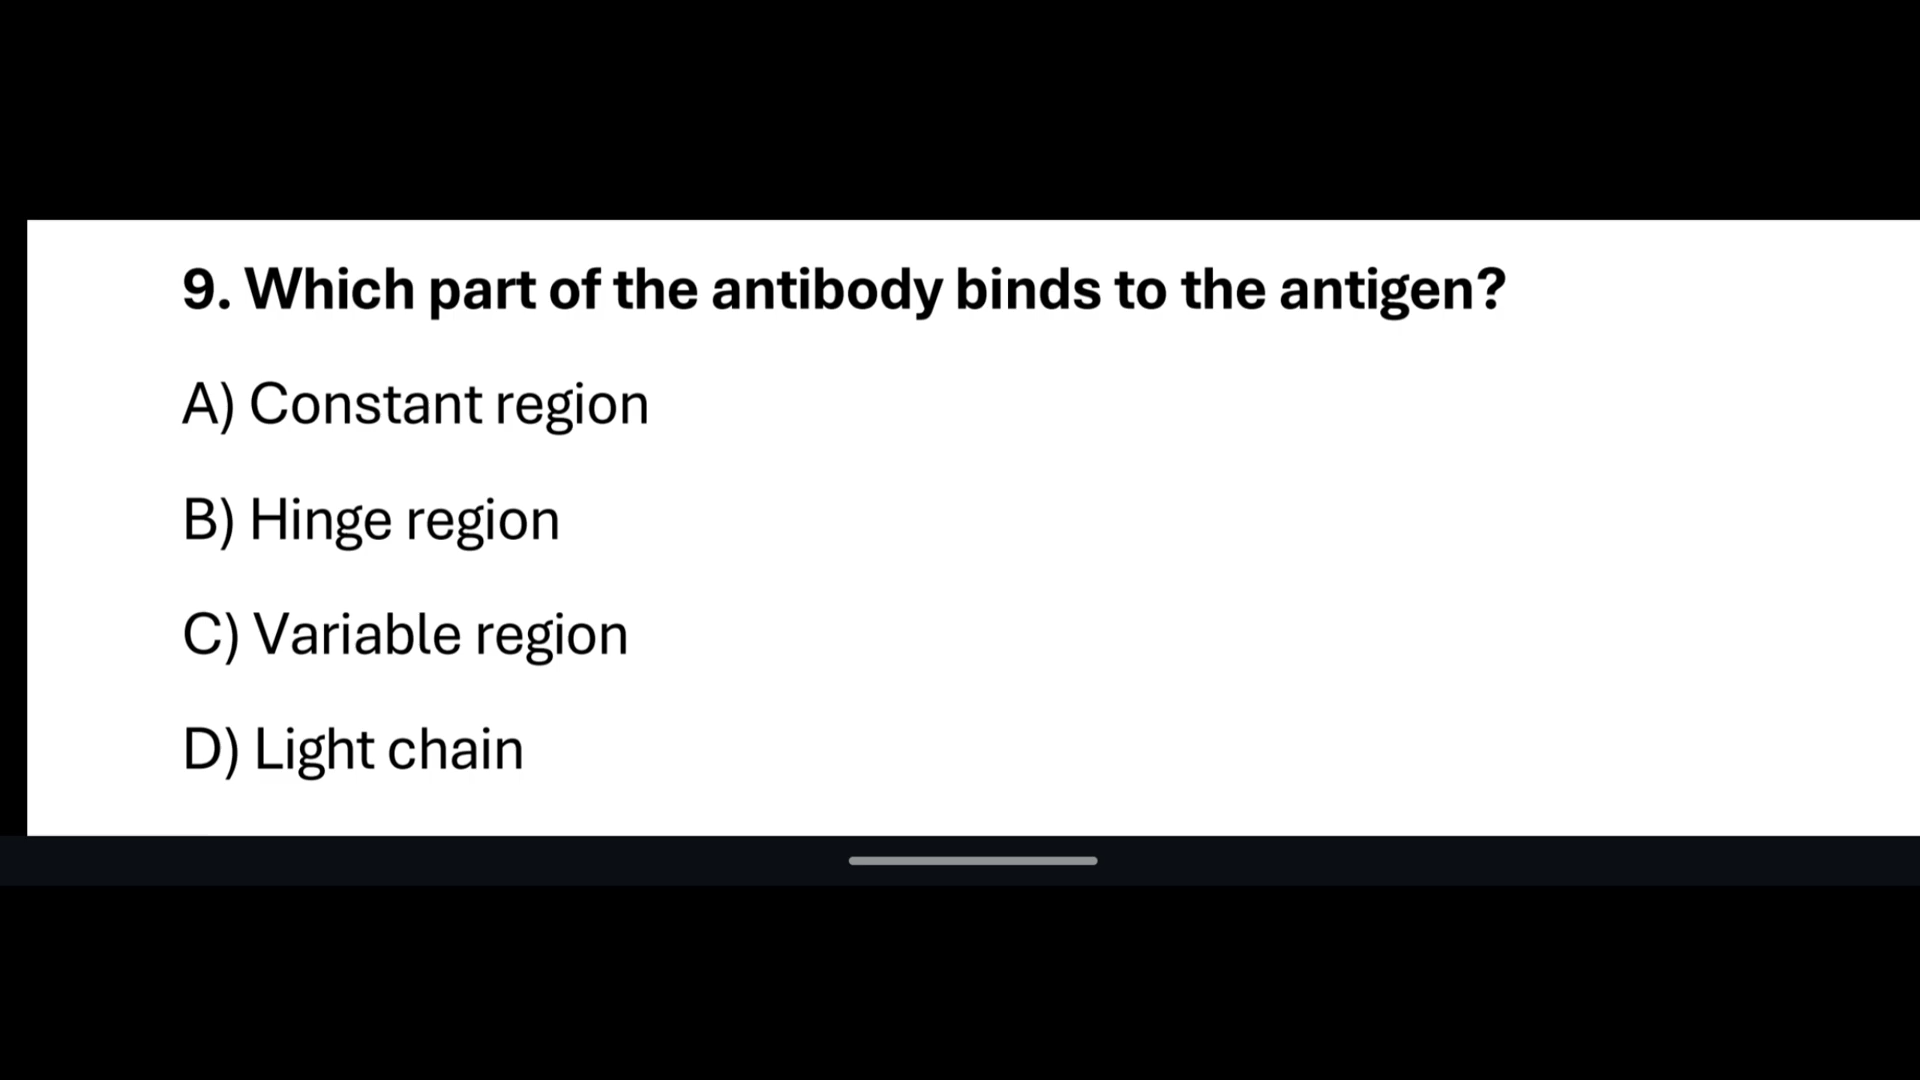 9. Which part of the antibody binds to the antigen?
A) Constant region
B) Hinge region
C) Variable region
D) Light chain